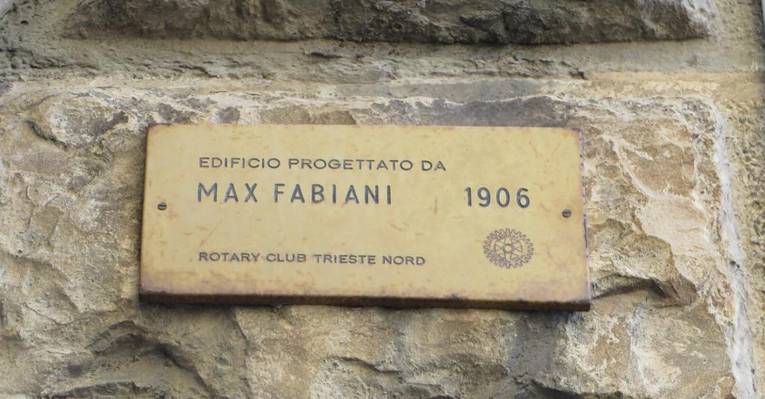 EDIFICIO PROGETTATO DA
MAX FABIANI 1906
ROTARY CLUB TRIESTE NORD